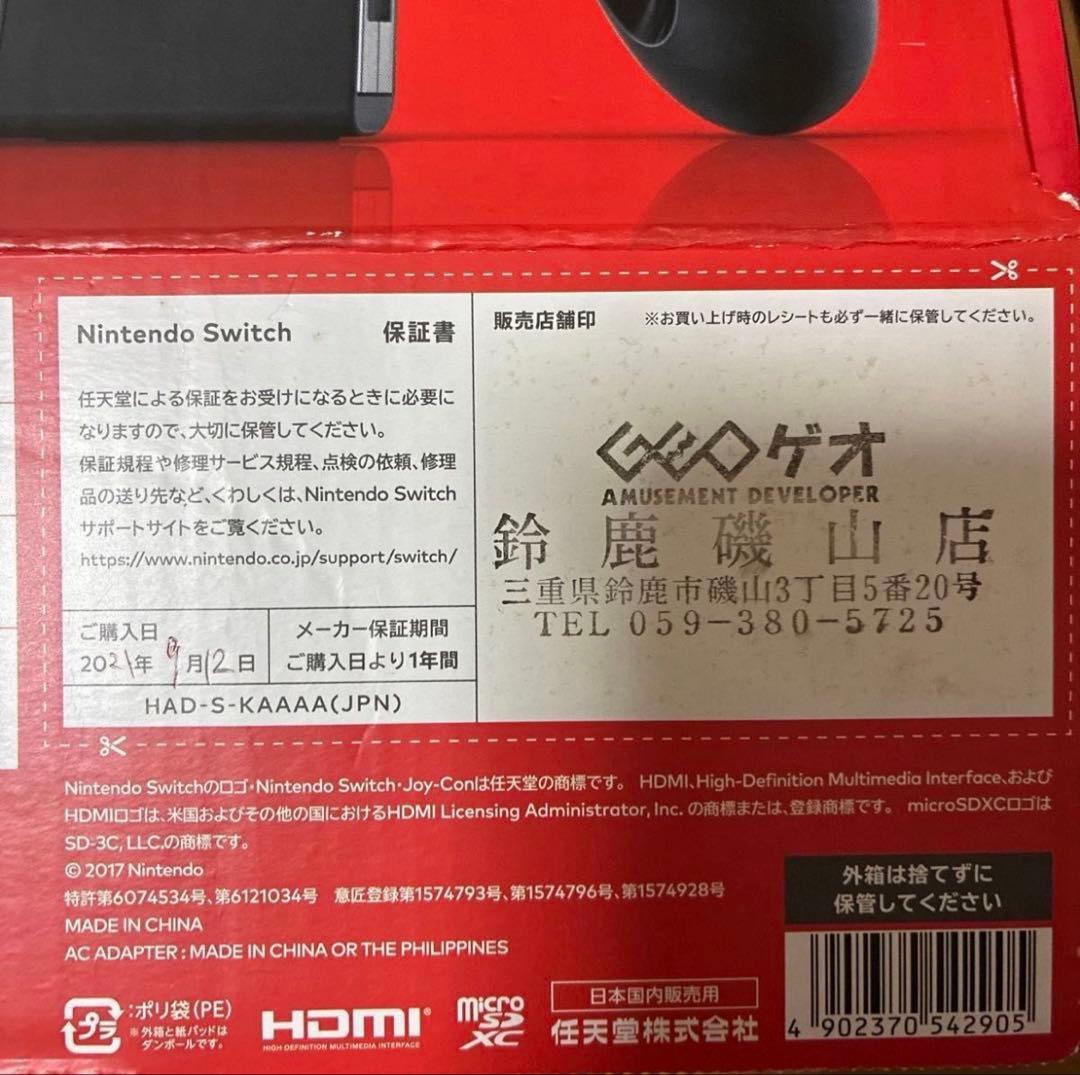 Nintendo Switch 保証書
任天堂による保証をお受けになるときに必要に
なりますので、大切に保管してください。
保証規程や修理サービス規程、点検の依頼、修理
品の送り先など、くわしくは、Nintendo Switch
サポートサイトをご覧ください。
https://www.nintendo.co.jp/support/switch/
ご購入日
2021年9月12日
メーカー保証期間
ご購入日より1年間
HAD-S-KAAAA(JPN)
販売店舗印 ※お買い上げ時のレシートも必ず一緒に保管してください。
GEOゲオ
AMUSEMENT DEVELOPER
鈴鹿磯山店
三重県鈴鹿市磯山3丁目5番20号
TEL 059-380-5725
Nintendo Switchのロゴ・Nintendo Switch・Joy-Conは任天堂の商標です。 HDMI、High-Definition Multimedia Interface、および
HDMIロゴは、米国およびその他の国におけるHDMI Licensing Administrator, Inc. の商標または、登録商標です。 microSDXCロゴは
SD-3C, LLC.の商標です。
© 2017 Nintendo
特許第6074534号、第6121034号 意匠登録第1574793号、第1574796号、第1574928号
MADE IN CHINA
AC ADAPTER : MADE IN CHINA OR THE PHILIPPINES
プラ
:ポリ袋(PE)
※外箱と紙パッドは
ダンボールです。
HDMI®
HIGH DEFINITION MULTIMEDIA INTERFACE
micro
SD
XC
日本国内販売用
任天堂株式会社
外箱は捨てずに
保管してください
4 902370 542905